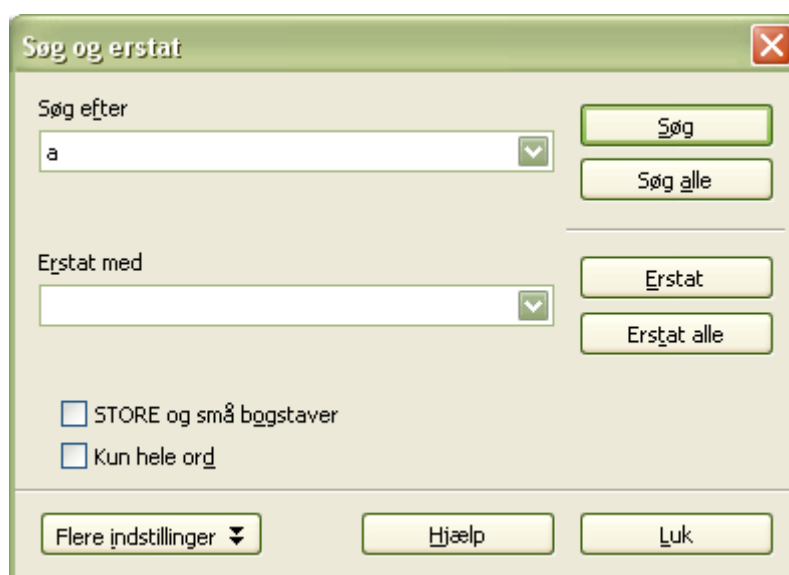 Søg og erstat
Søg efter
a
Søg
Søg alle
Erstat med
Erstat
Erstat alle
STORE og små bogstaver
Kun hele ord
Flere indstillinger
Hjælp
Luk